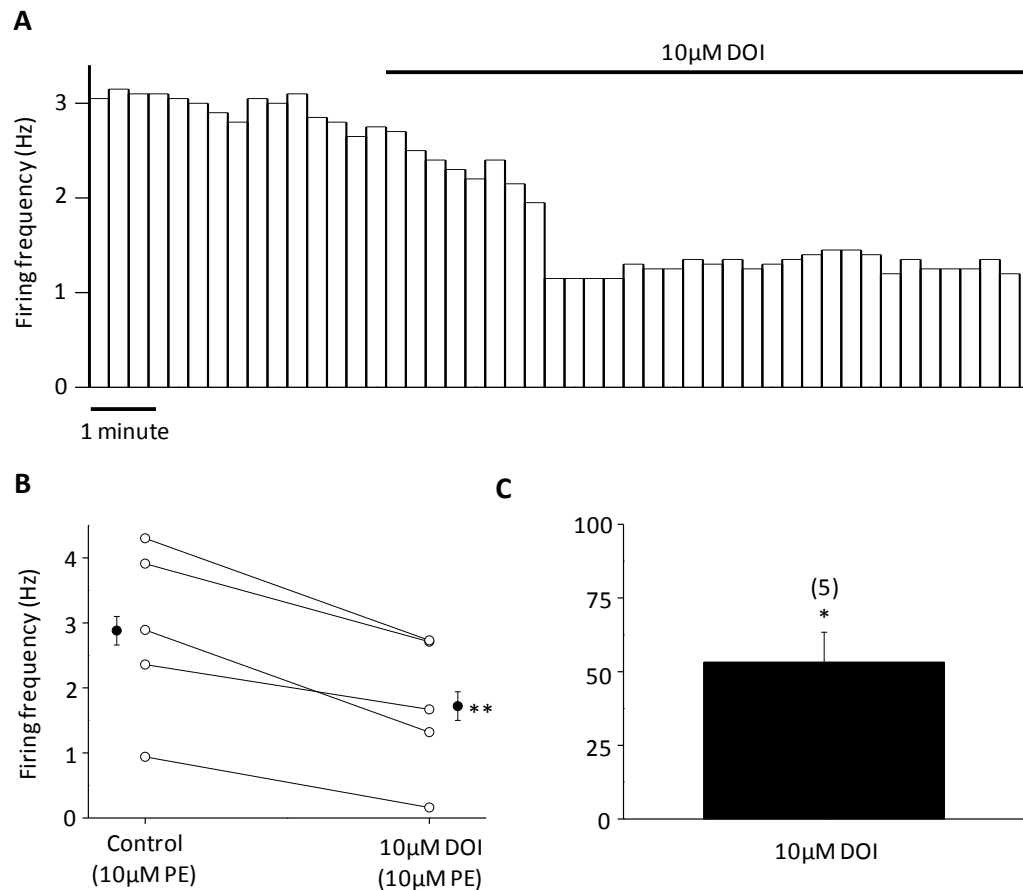 A
10µM DOI
Firing frequency (Hz)
3
2
1
0
1 minute
B
Firing frequency (Hz)
4
3
2
1
0
**
Control
(10µM PE)
10µM DOI
(10µM PE)
C
100
75
50
25
0
(5)
*
10µM DOI